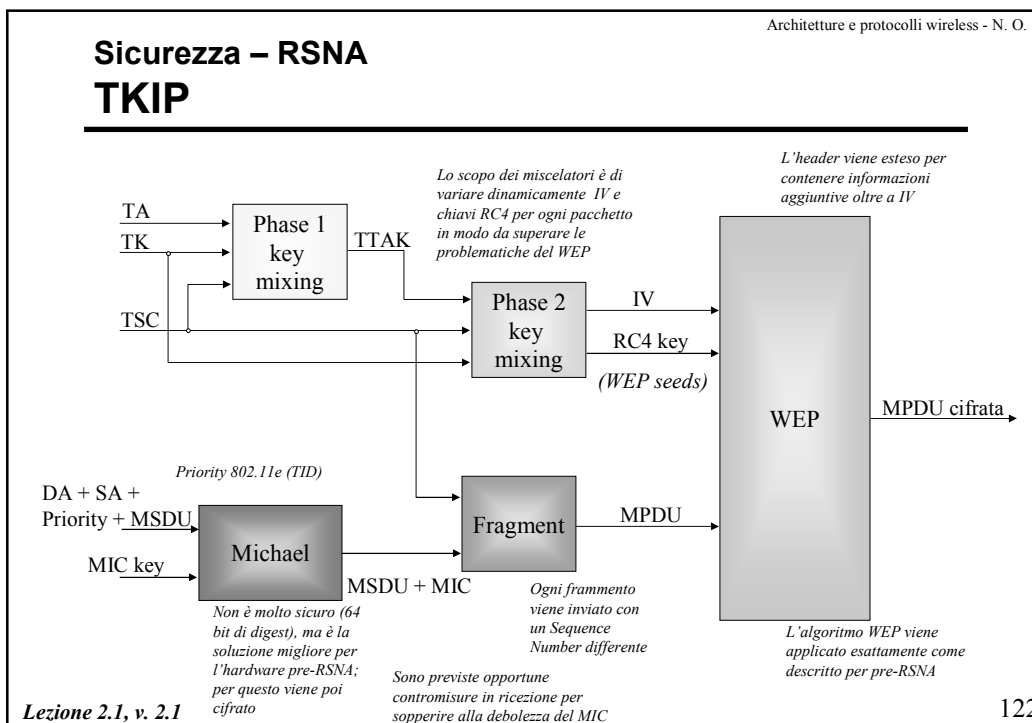 Architetture e protocolli wireless - N. O.
Sicurezza – RSNA
TKIP
L'header viene esteso per
contenere informazioni
aggiuntive oltre a IV
Lo scopo dei miscelatori è di
variare dinamicamente IV e
chiavi RC4 per ogni pacchetto
in modo da superare le
problematiche del WEP
TA
TK
TSC
Phase 1
key
mixing
TTAK
Phase 2
key
mixing
IV
RC4 key
(WEP seeds)
WEP
MPDU cifrata
Priority 802.11e (TID)
DA + SA +
Priority + MSDU
MIC key
Michael
MSDU + MIC
Fragment
MPDU
Non è molto sicuro (64
bit di digest), ma è la
soluzione migliore per
l'hardware pre-RSNA;
per questo viene poi
cifrato
Ogni frammento
viene inviato con
un Sequence
Number differente
Sono previste opportune
contromisure in ricezione per
sopperire alla debolezza del MIC
L'algoritmo WEP viene
applicato esattamente come
descritto per pre-RSNA
Lezione 2.1, v. 2.1
122